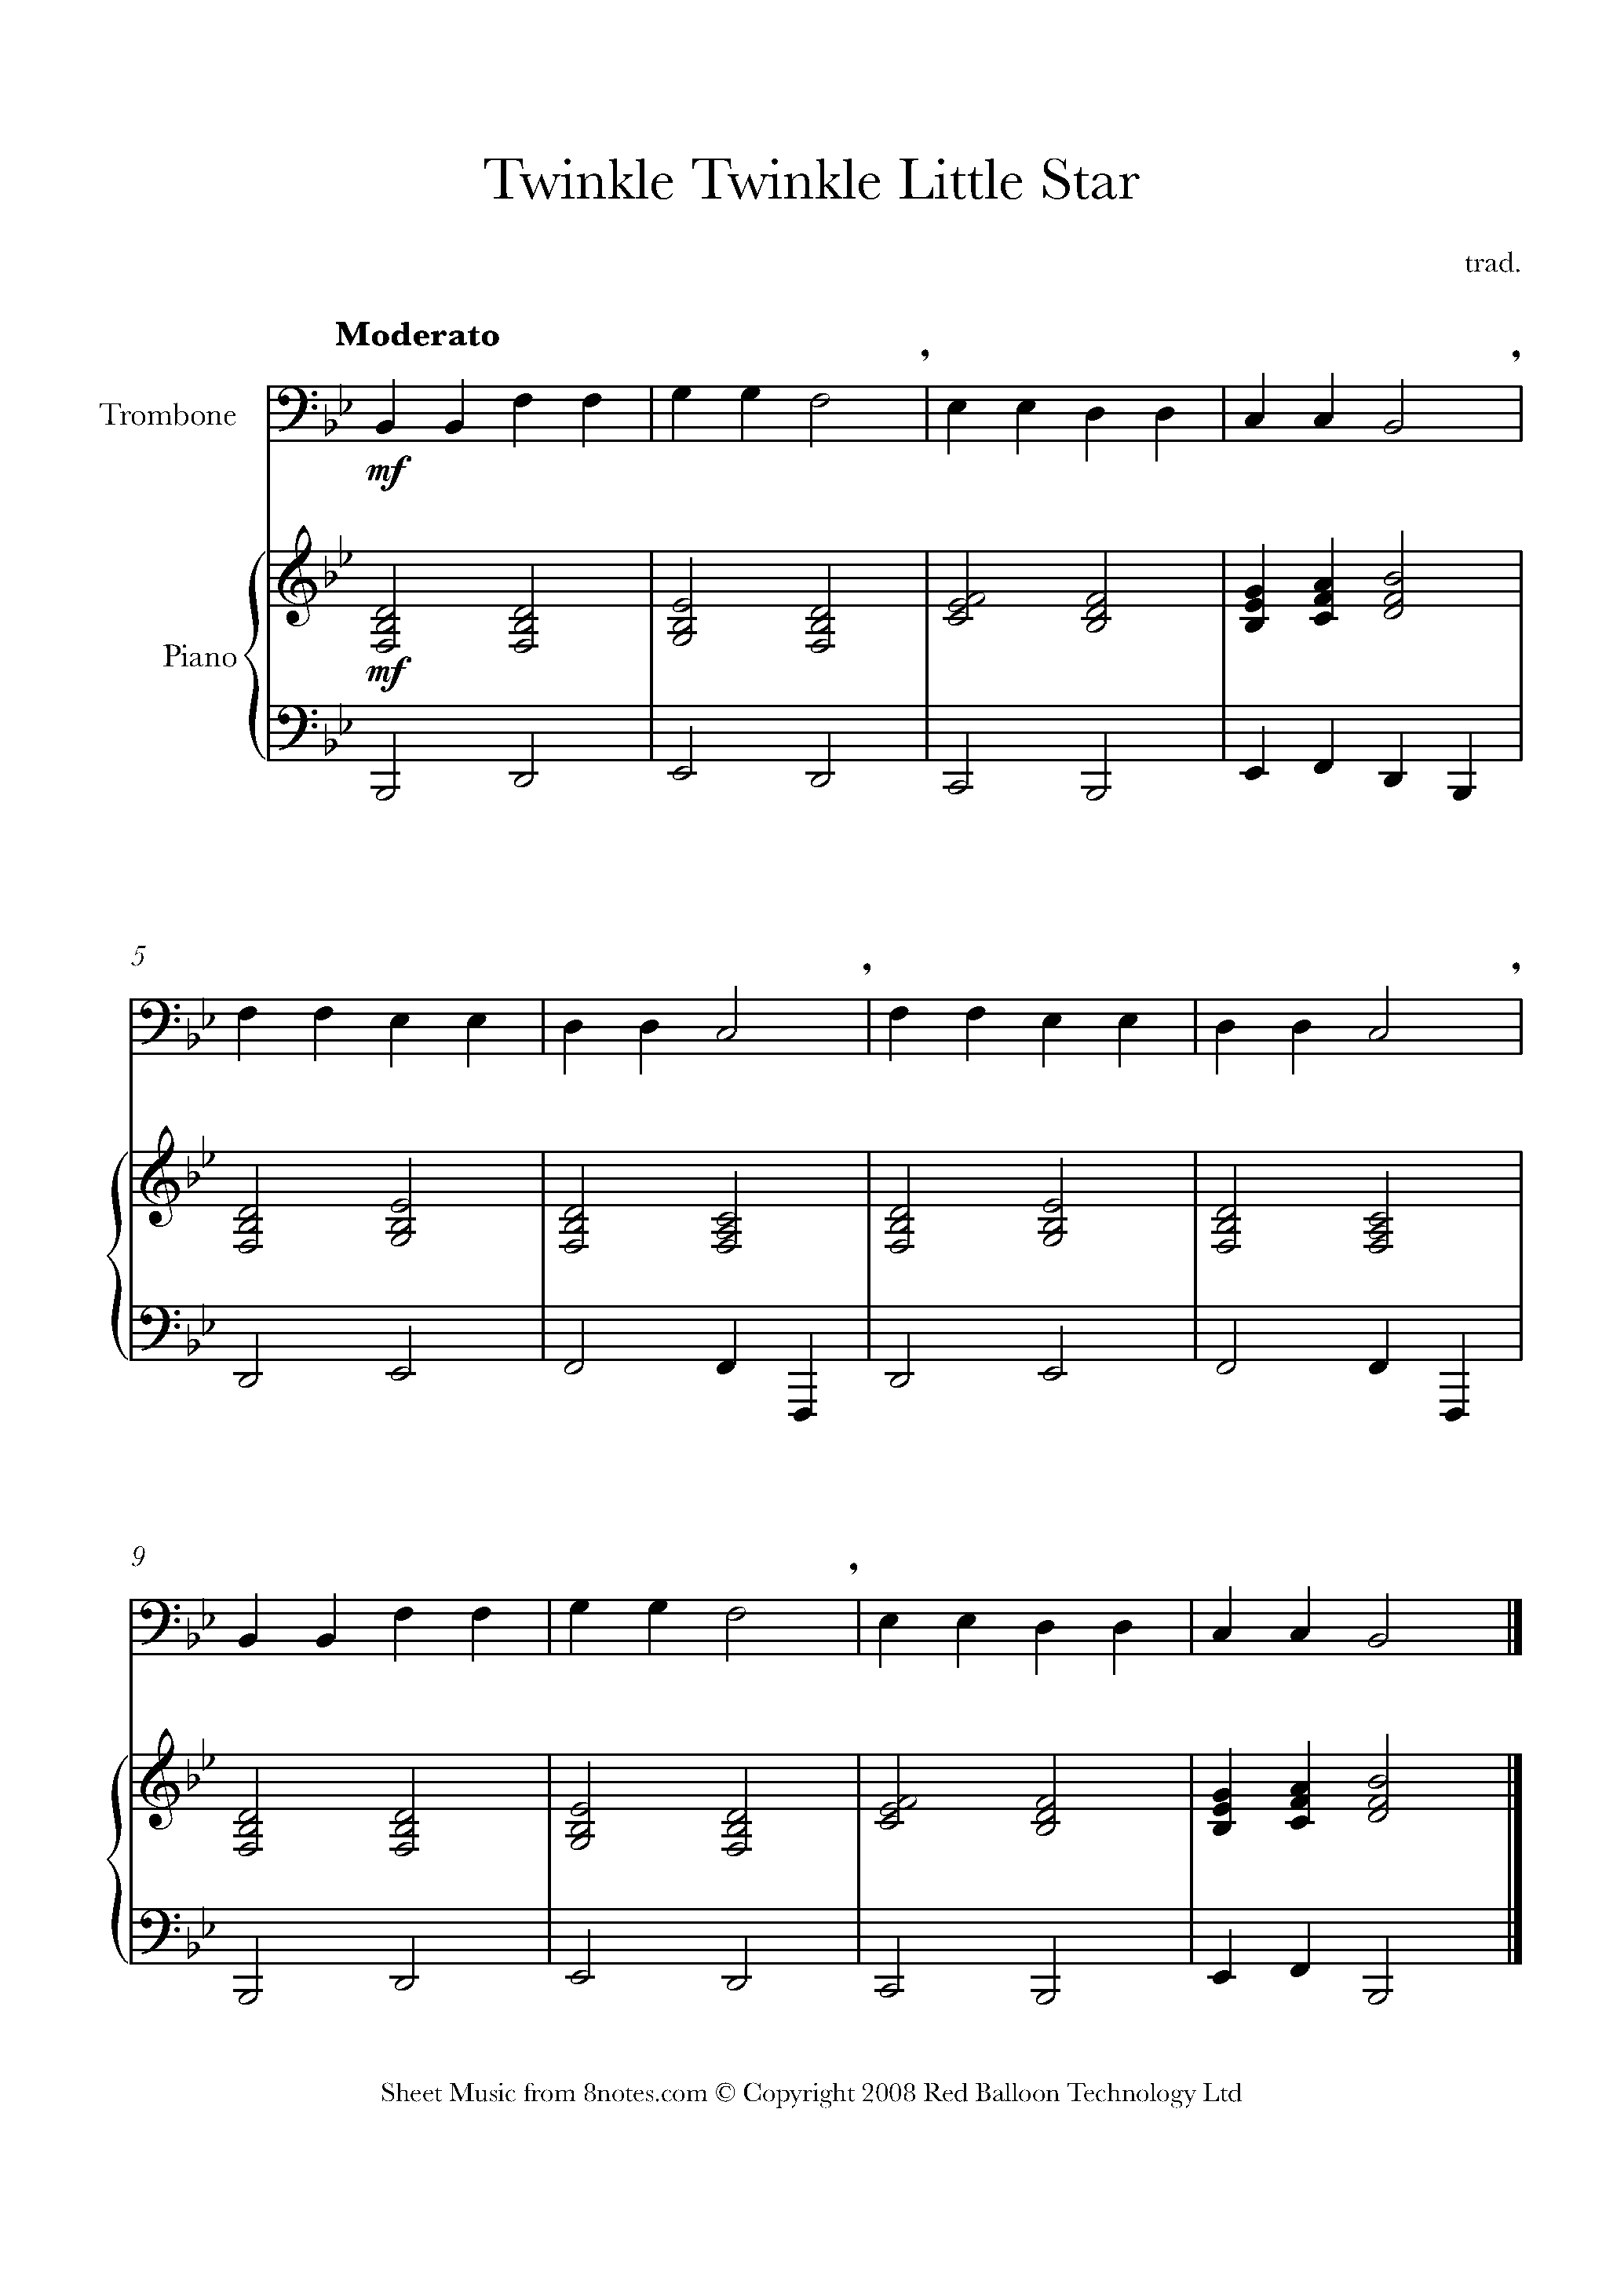 Twinkle Twinkle Little Star
trad.
Moderato
Trombone
mf
Piano
mf
5
9
Sheet Music from 8notes.com © Copyright 2008 Red Balloon Technology Ltd